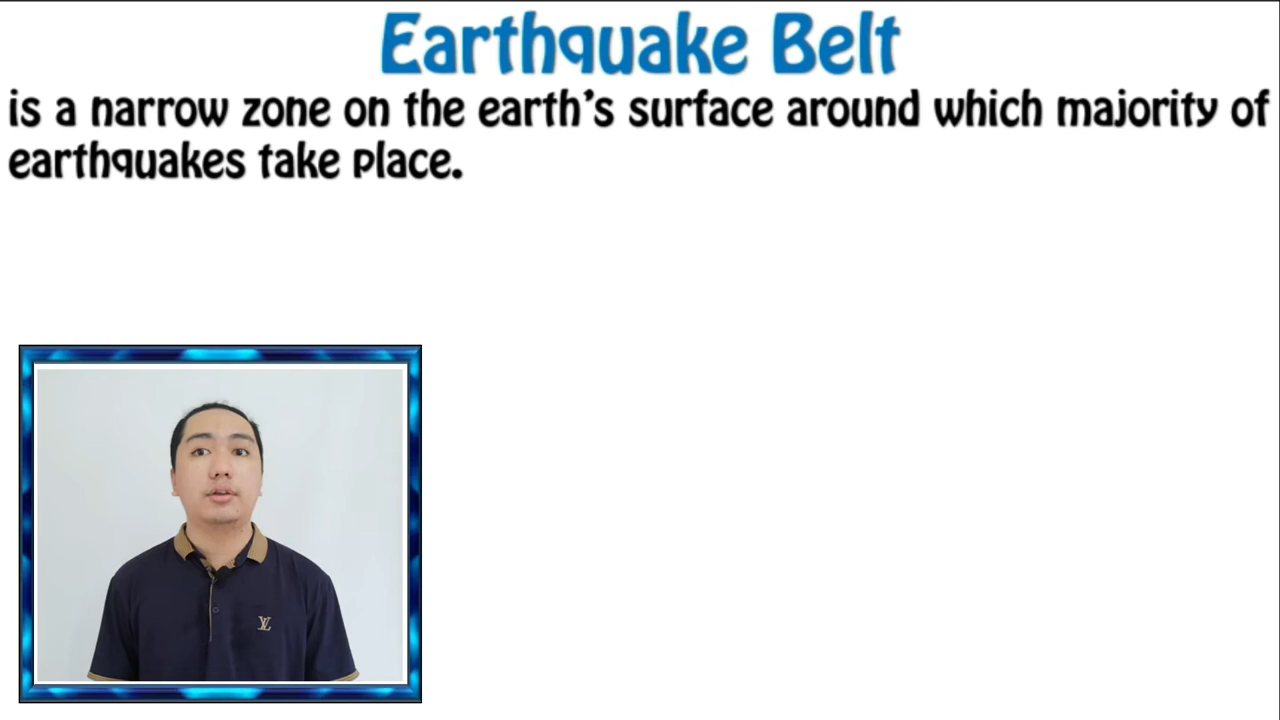 Earthquake Belt
is a narrow zone on the earth's surface around which majority of
earthquakes take place.